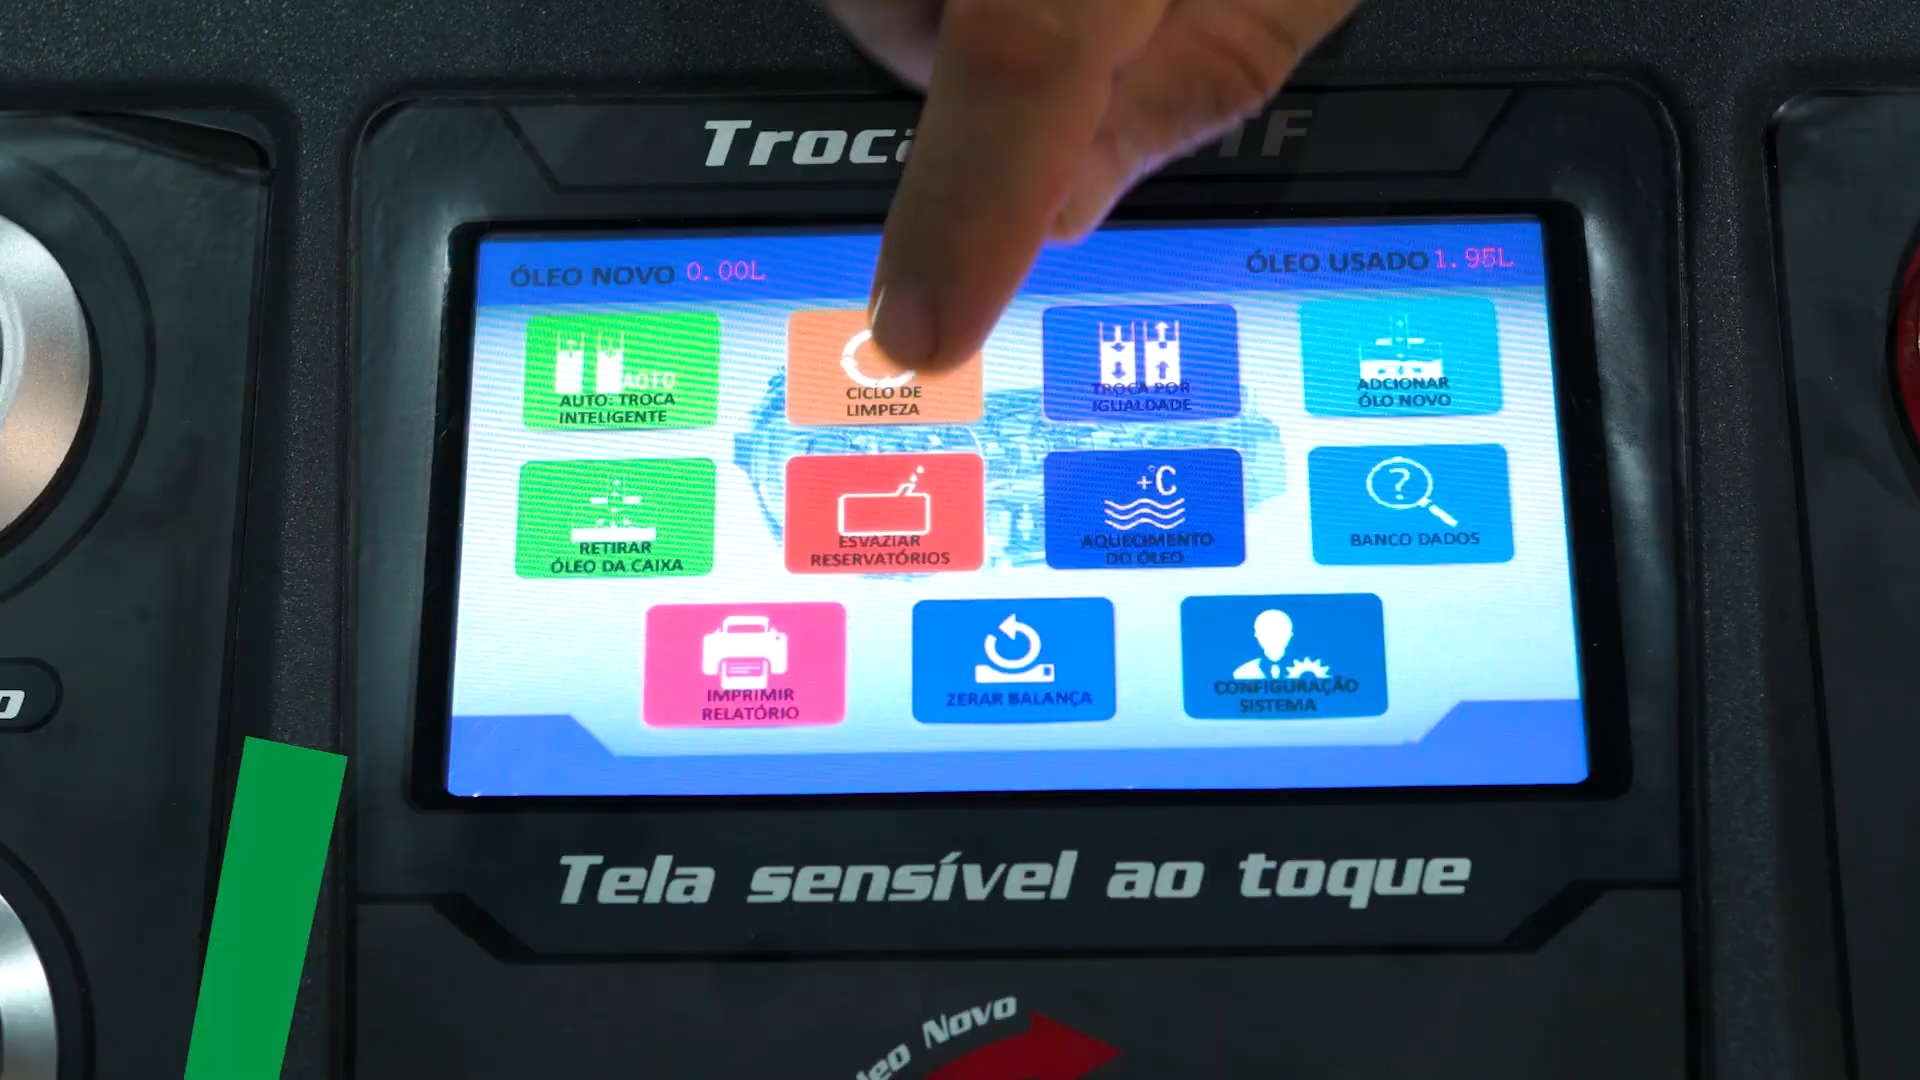 Troca TF
ÓLEO NOVO 0.00L
ÓLEO USADO 1.95L
AUTO
AUTO: TROCA
INTELIGENTE
CICLO DE
LIMPEZA
TROCA POR
IGUALDADE
ADCIONAR
ÓLO NOVO
RETIRAR
ÓLEO DA CAIXA
ESVAZIAR
RESERVATÓRIOS
+°C
AQUECIMENTO
DO ÓLEO
?
BANCO DADOS
IMPRIMIR
RELATÓRIO
ZERAR BALANÇA
CONFIGURAÇÃO
SISTEMA
o
Tela sensível ao toque
leo Novo